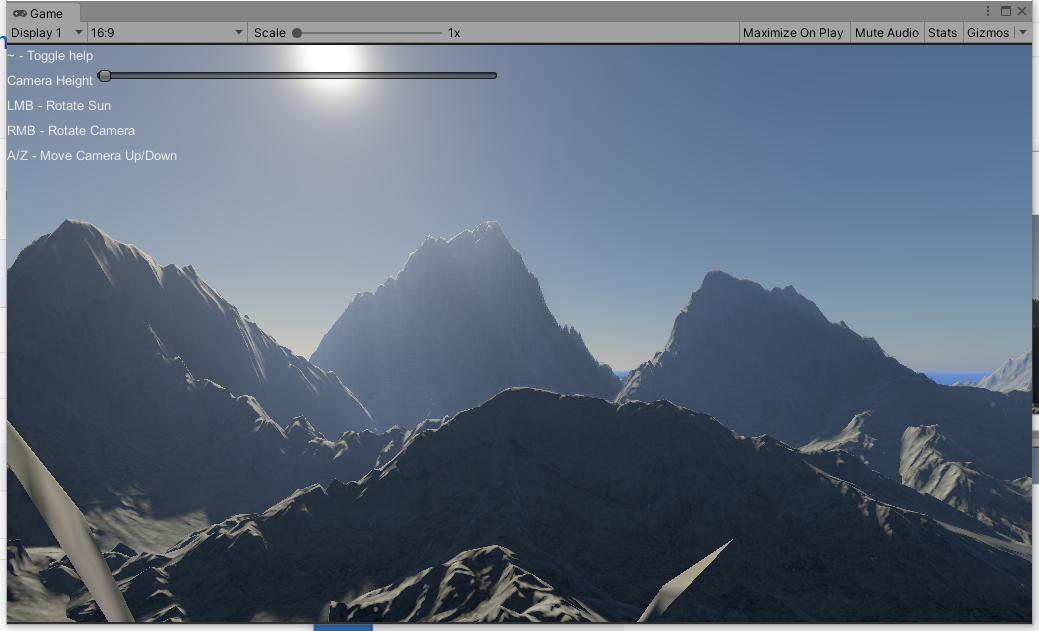 Game
Display 1 16:9 Scale 1x Maximize On Play Mute Audio Stats Gizmos
~ - Toggle help
Camera Height
LMB - Rotate Sun
RMB - Rotate Camera
A/Z - Move Camera Up/Down